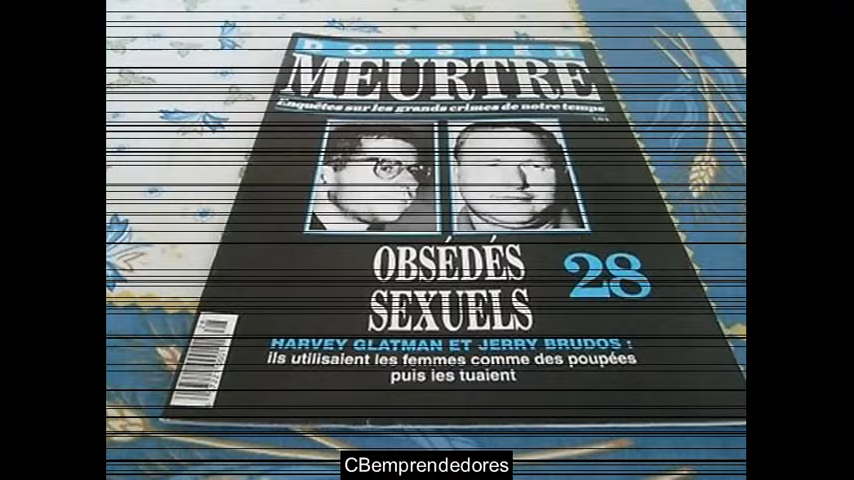 DOSSIER
MEURTRE
Enquêtes sur les grands crimes de notre temps
OBSÉDÉS
SEXUELS
28
HARVEY GLATMAN ET JERRY BRUDOS :
ils utilisaient les femmes comme des poupées
puis les tuaient
CBemprendedores